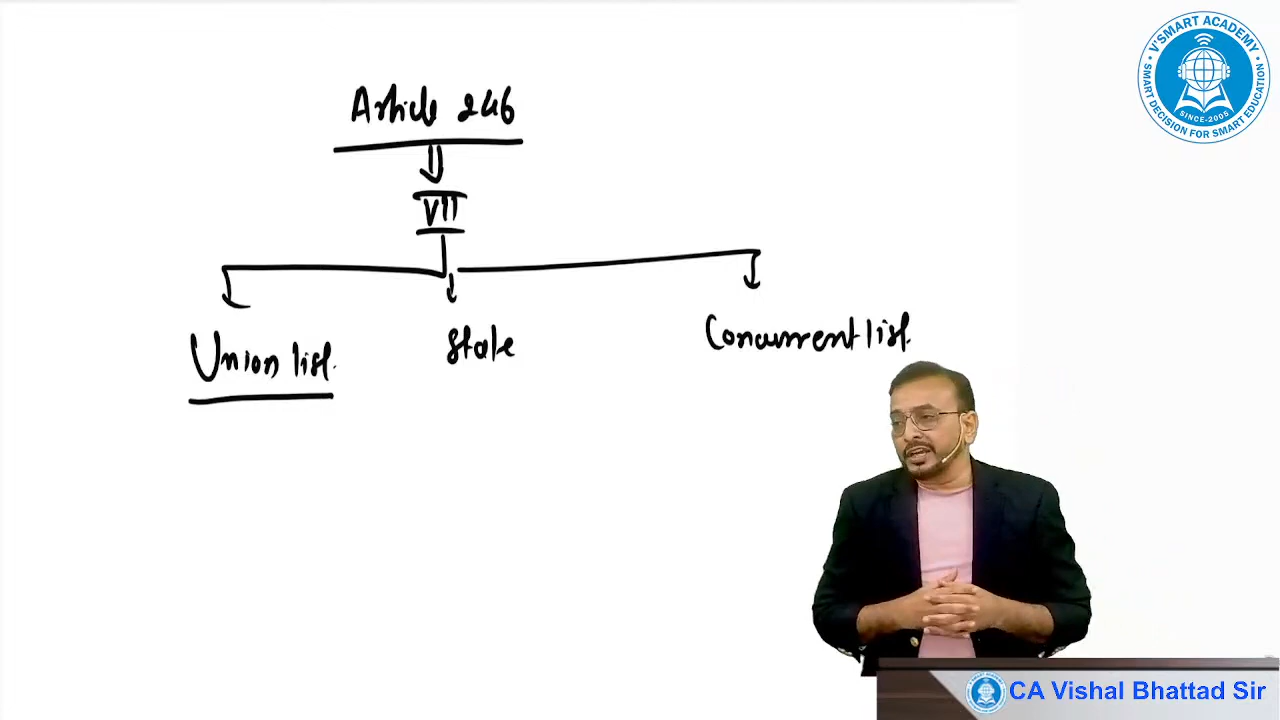 Article 246
VII
Union list.
State
Concurrent list.
V'SMART ACADEMY
SMART DECISION FOR SMART EDUCATION
SINCE-2005
CA Vishal Bhattad Sir